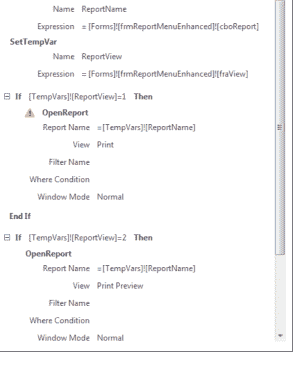 Name ReportName
Expression = [Forms]![frmReportMenuEnhanced]![cboReport]
SetTempVar
Name ReportView
Expression = [Forms]![frmReportMenuEnhanced]![fraView]
If [TempVars]![ReportView]=1 Then
OpenReport
Report Name =[TempVars]![ReportName]
View Print
Filter Name
Where Condition
Window Mode Normal
End If
If [TempVars]![ReportView]=2 Then
OpenReport
Report Name =[TempVars]![ReportName]
View Print Preview
Filter Name
Where Condition
Window Mode Normal